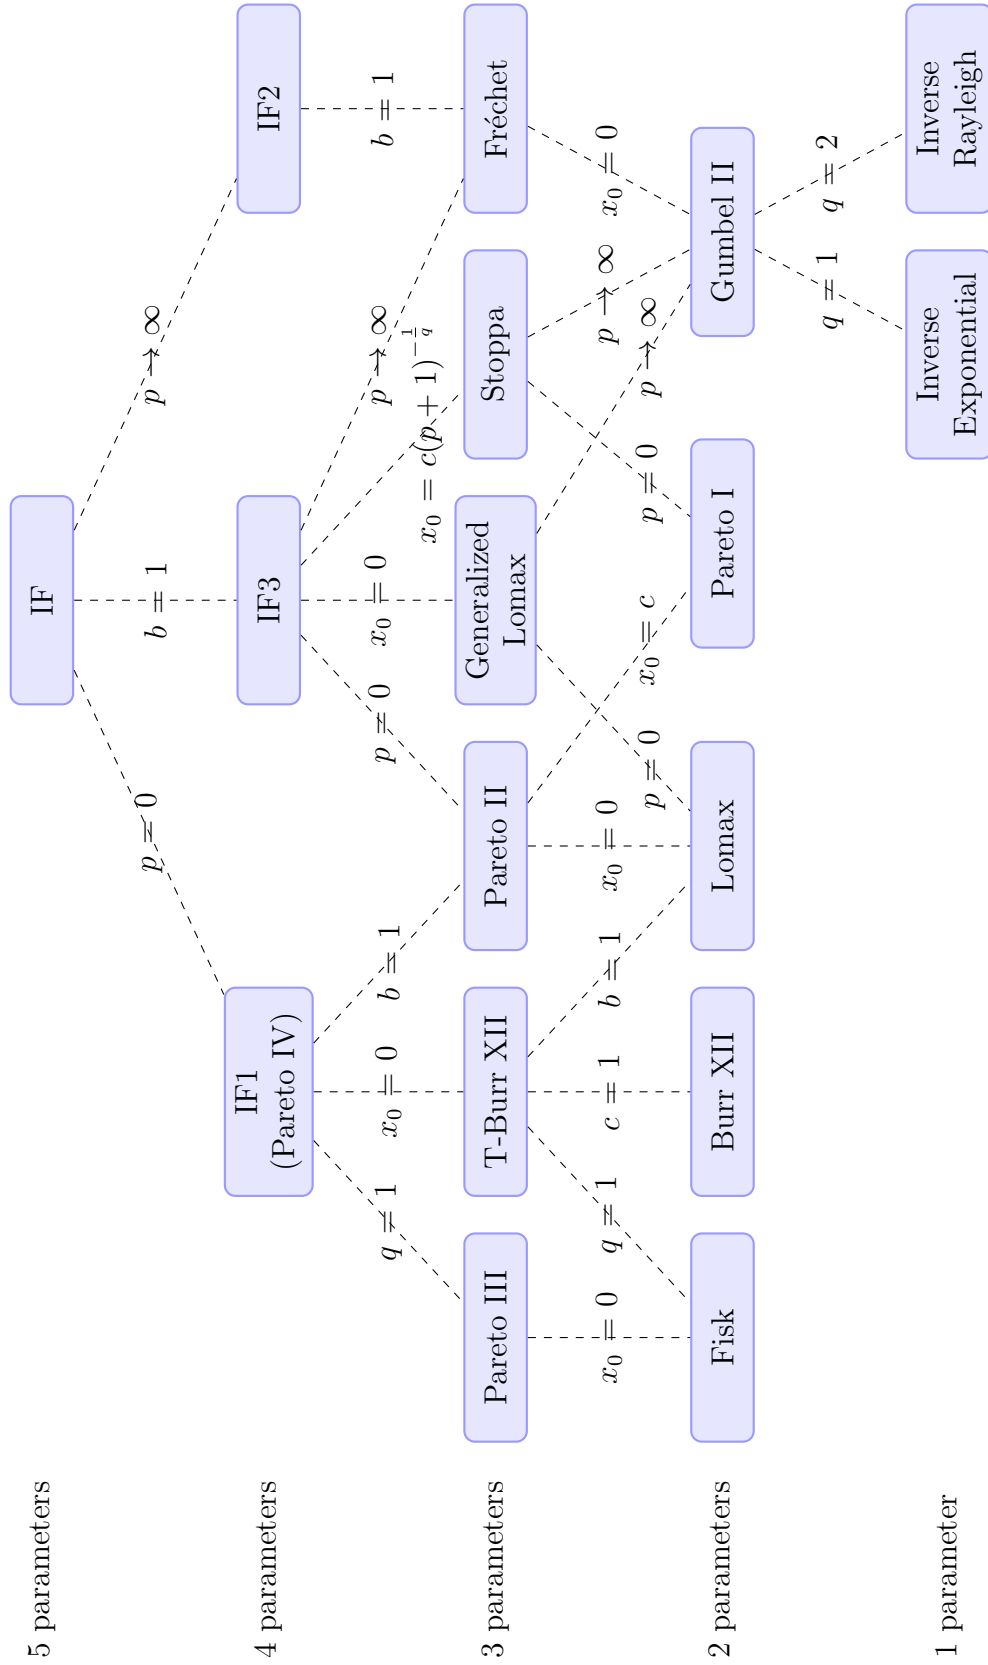 5 parameters
IF
p = 0
b = 1
p → ∞
4 parameters
IF1
(Pareto IV)
IF3
IF2
q = 1
x₀ = 0
b = 1
p = 0
x₀ = 0
x₀ = c(p + 1)^{-\frac{1}{q}}
p → ∞
b = 1
3 parameters
Pareto III
T-Burr XII
Pareto II
Generalized
Lomax
Stoppa
Fréchet
x₀ = 0
q = 1
c = 1
b = 1
x₀ = 0
p = 0
x₀ = c
p = 0
p → ∞
p → ∞
x₀ = 0
2 parameters
Fisk
Burr XII
Lomax
Pareto I
Gumbel II
q = 1
q = 2
1 parameter
Inverse
Exponential
Inverse
Rayleigh